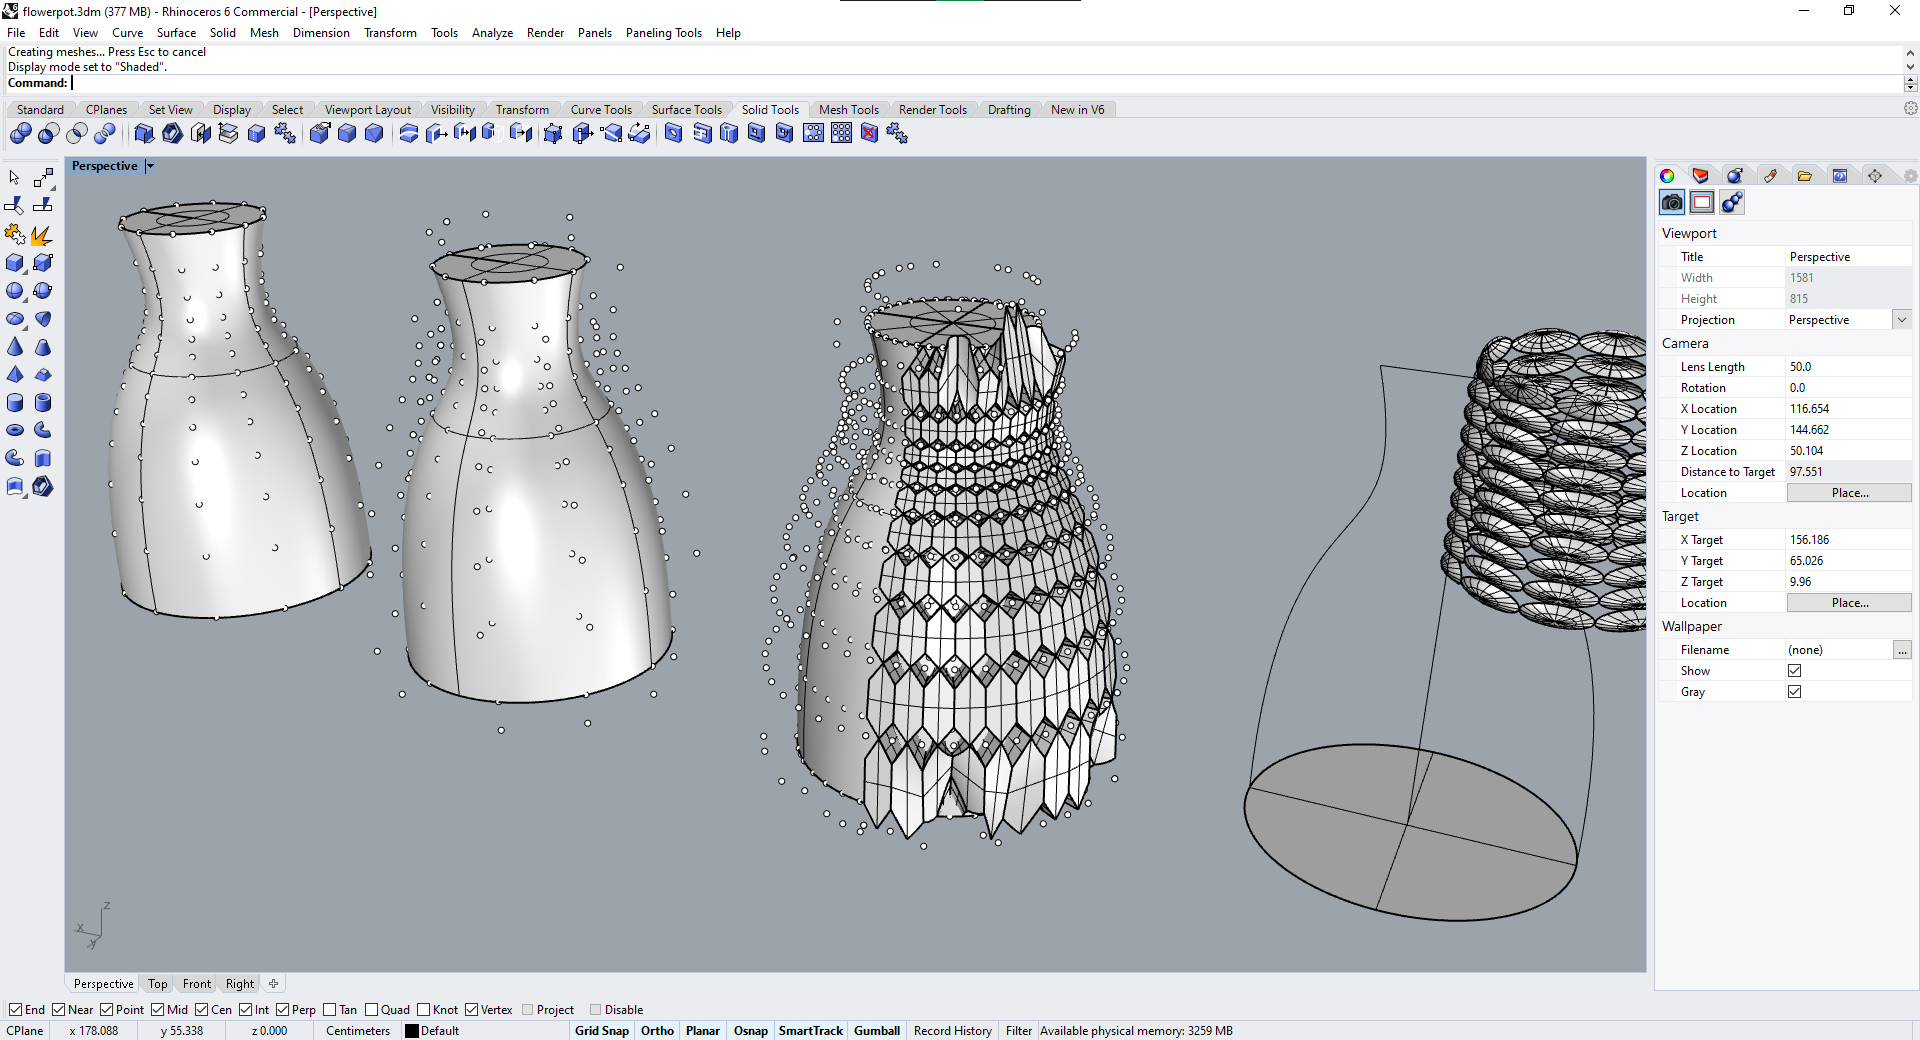 flowerpot.3dm (377 MB) - Rhinoceros 6 Commercial - [Perspective]
File Edit View Curve Surface Solid Mesh Dimension Transform Tools Analyze Render Panels Paneling Tools Help
Creating meshes... Press Esc to cancel
Display mode set to "Shaded".
Command:
Standard CPlanes Set View Display Select Viewport Layout Visibility Transform Curve Tools Surface Tools Solid Tools Mesh Tools Render Tools Drafting New in V6
Perspective
Viewport
Title Perspective
Width 1581
Height 815
Projection Perspective
Camera
Lens Length 50.0
Rotation 0.0
X Location 116.654
Y Location 144.662
Z Location 50.104
Distance to Target 97.551
Location Place...
Target
X Target 156.186
Y Target 65.026
Z Target 9.96
Location Place...
Wallpaper
Filename (none) ...
Show
Gray
z
x
y
Perspective Top Front Right
End Near Point Mid Cen Int Perp Tan Quad Knot Vertex Project Disable
CPlane x 178.088 y 55.338 z 0.000 Centimeters Default Grid Snap Ortho Planar Osnap SmartTrack Gumball Record History Filter Available physical memory: 3259 MB